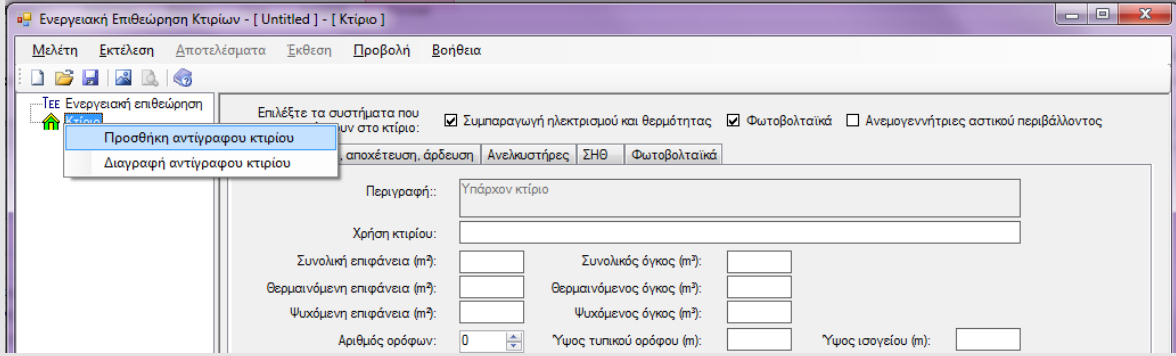 Ενεργειακή Επιθεώρηση Κτιρίων - [ Untitled ] - [ Κτίριο ]
Μελέτη Εκτέλεση Αποτελέσματα Έκθεση Προβολή Βοήθεια
ΤΕΕ Ενεργειακή επιθεώρηση
Κτίριο
Προσθήκη αντίγραφου κτιρίου
Διαγραφή αντίγραφου κτιρίου
Επιλέξτε τα συστήματα που
στο κτίριο:
Συμπαραγωγή ηλεκτρισμού και θερμότητας Φωτοβολταϊκά Ανεμογεννήτριες αστικού περιβάλλοντος
, αποχέτευση, άρδευση Ανελκυστήρες ΣΗΘ Φωτοβολταϊκά
Περιγραφή:: Υπάρχον κτίριο
Χρήση κτιρίου:
Συνολική επιφάνεια (m²): Συνολικός όγκος (m³):
Θερμαινόμενη επιφάνεια (m²): Θερμαινόμενος όγκος (m³):
Ψυχόμενη επιφάνεια (m²): Ψυχόμενος όγκος (m³):
Αριθμός ορόφων: 0 Ύψος τυπικού ορόφου (m): Ύψος ισογείου (m):